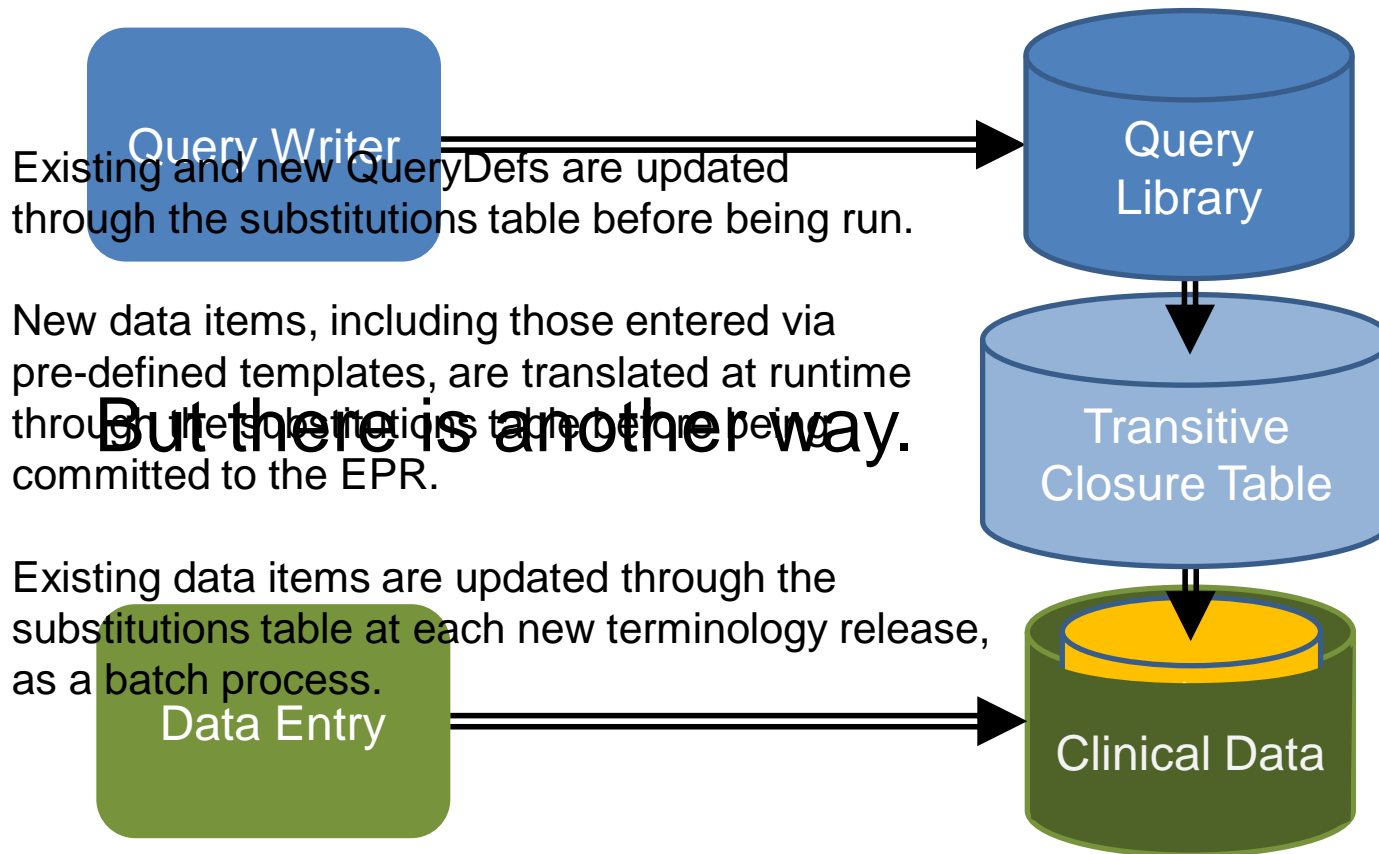 Query Writer
Existing and new QueryDefs are updated
through the substitutions table before being run.
New data items, including those entered via
pre-defined templates, are translated at runtime
through the substitutions table before being
But there is another way.
committed to the EPR.
Existing data items are updated through the
substitutions table at each new terminology release,
as a batch process.
Data Entry
Query
Library
Transitive
Closure Table
Clinical Data